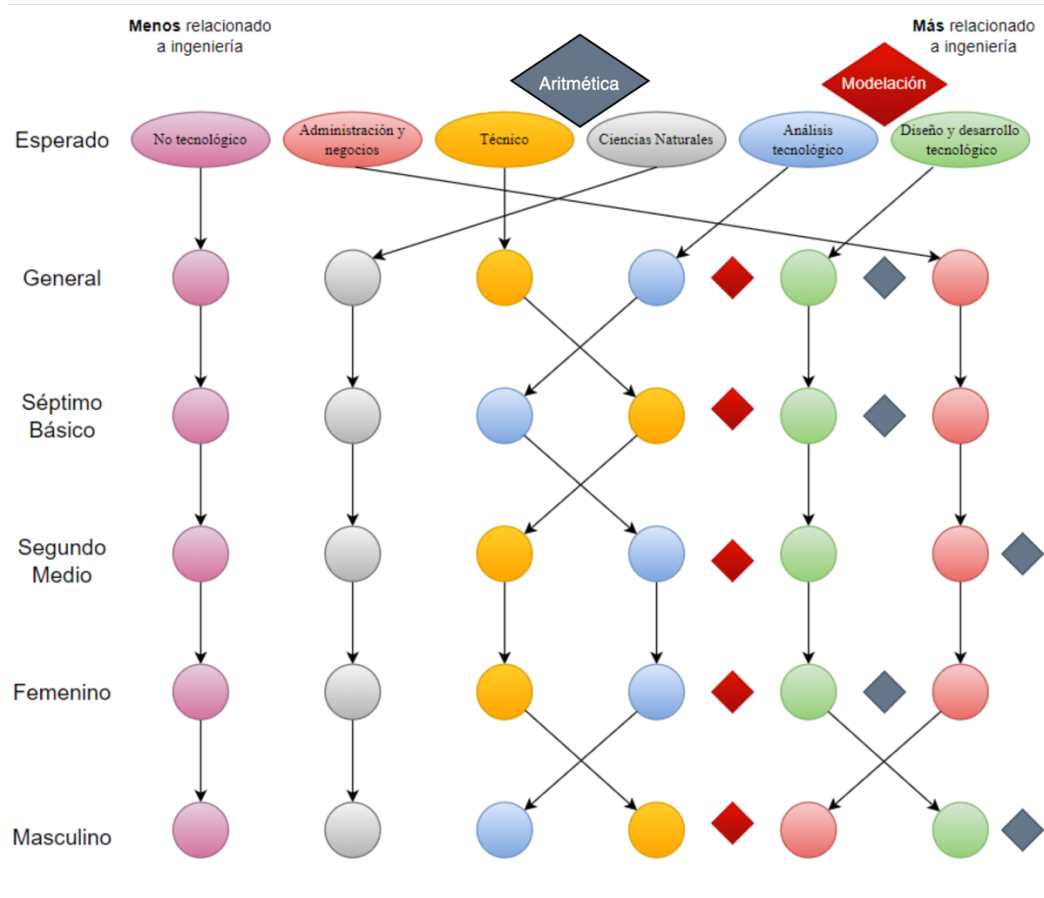 Menos relacionado
a ingeniería
Más relacionado
a ingeniería
Aritmética
Modelación
Esperado
No tecnológico
Administración y
negocios
Técnico
Ciencias Naturales
Análisis
tecnológico
Diseño y desarrollo
tecnológico
General
Séptimo
Básico
Segundo
Medio
Femenino
Masculino